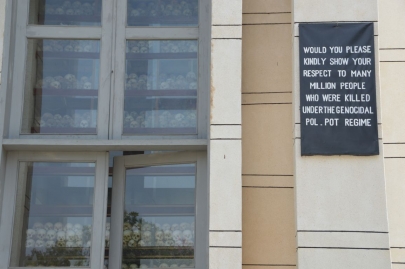 WOULD YOU PLEASE
KINDLY SHOW YOUR
RESPECT TO MANY
MILLION PEOPLE
WHO WERE KILLED
UNDER THE GENOCIDAL
POL. POT REGIME